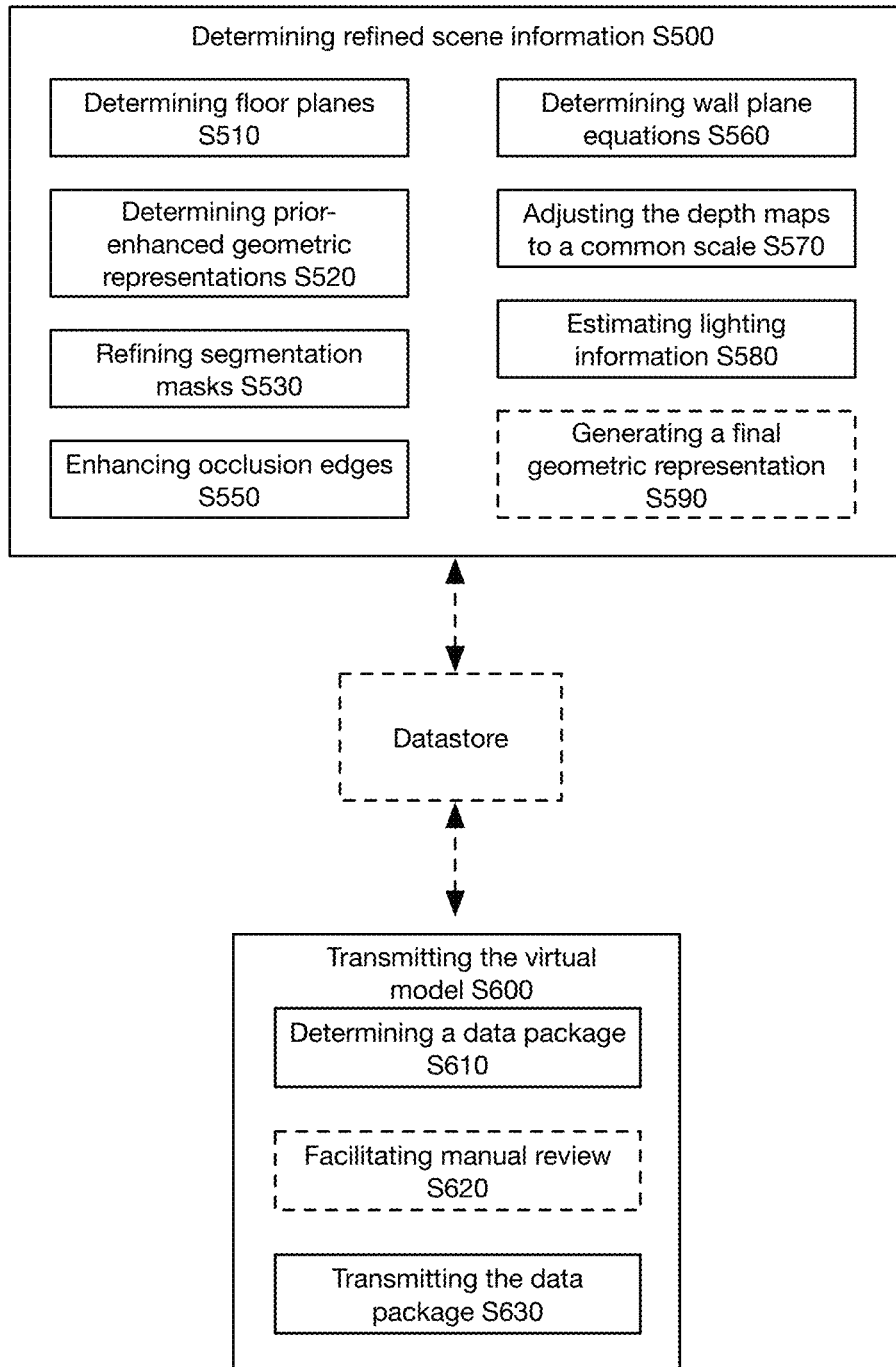 Determining refined scene information S500
Determining floor planes
S510
Determining prior-
enhanced geometric
representations S520
Refining segmentation
masks S530
Enhancing occlusion edges
S550
Determining wall plane
equations S560
Adjusting the depth maps
to a common scale S570
Estimating lighting
information S580
Generating a final
geometric representation
S590
Datastore
Transmitting the virtual
model S600
Determining a data package
S610
Facilitating manual review
S620
Transmitting the data
package S630